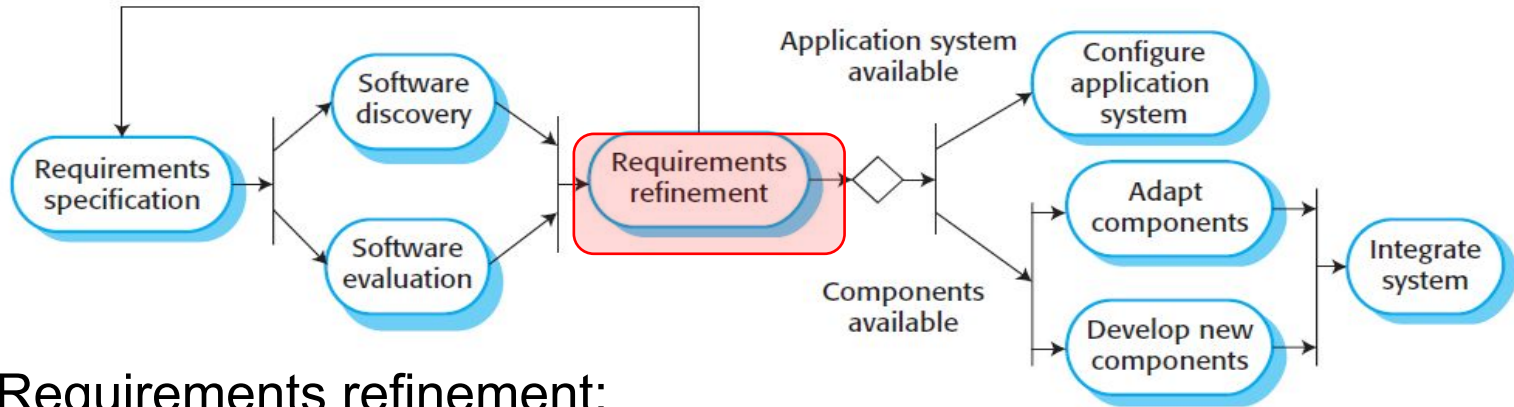 Requirements
specification
Software
discovery
Software
evaluation
Requirements
refinement
Application system
available
Configure
application
system
Components
available
Adapt
components
Develop new
components
Integrate
system
Requirements refinement: